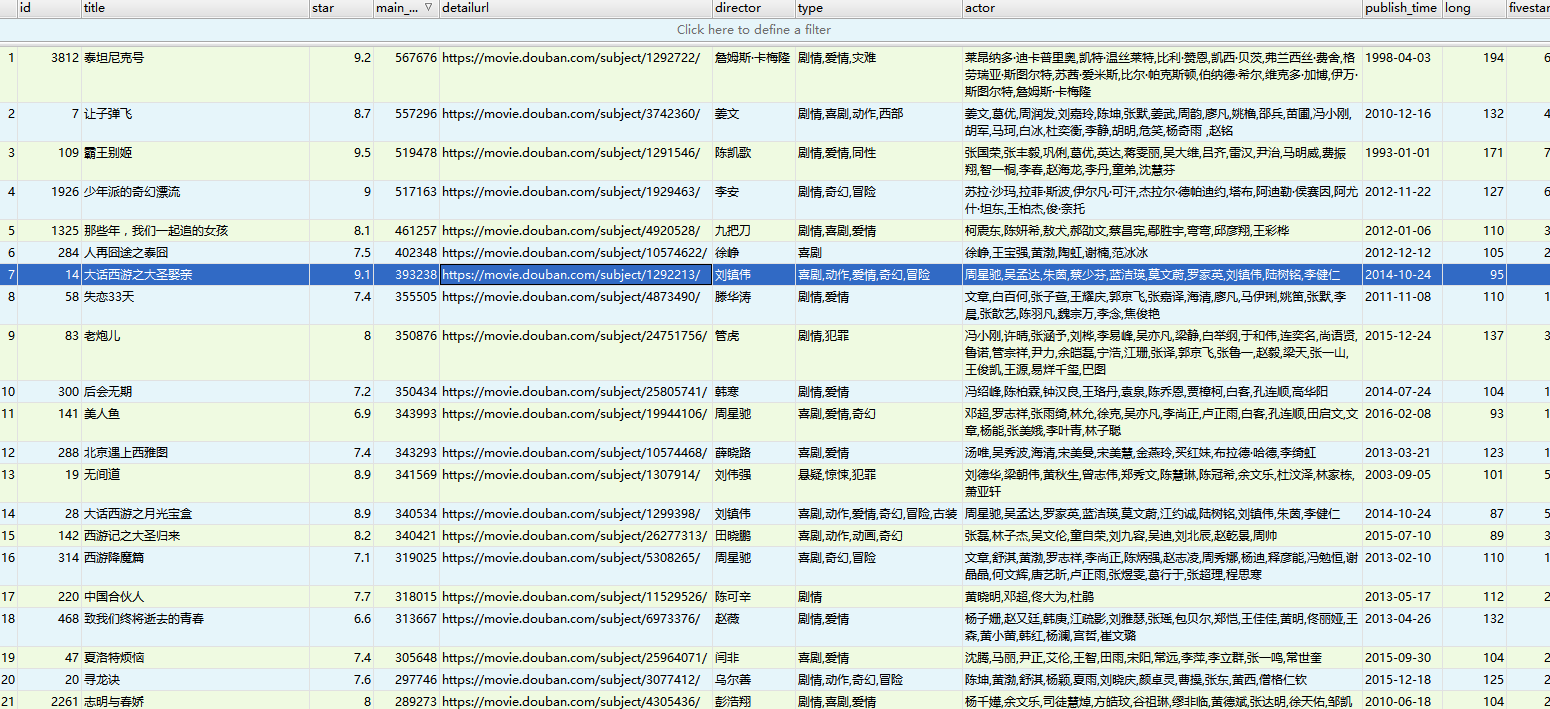 id title star main_... detailurl director type actor publish_time long fivestar
Click here to define a filter
1 3812 泰坦尼克号 9.2 567676 https://movie.douban.com/subject/1292722/ 詹姆斯·卡梅隆 剧情,爱情,灾难 莱昂纳多·迪卡普里奥,凯特·温丝莱特,比利·赞恩,凯西·贝茨,弗兰西丝·费舍,格 1998-04-03 194 6
劳瑞亚·斯图尔特,苏茜·爱米斯,比尔·帕克斯顿,伯纳德·希尔,维克多·加博,伊万·
斯图尔特,詹姆斯·卡梅隆
2 7 让子弹飞 8.7 557296 https://movie.douban.com/subject/3742360/ 姜文 剧情,喜剧,动作,西部 姜文,葛优,周润发,刘嘉玲,陈坤,张默,姜武,周韵,廖凡,姚橹,邵兵,苗圃,冯小刚, 2010-12-16 132 4
胡军,马珂,白冰,杜奕衡,李静,胡明,危笑,杨奇雨 ,赵铭
3 109 霸王别姬 9.5 519478 https://movie.douban.com/subject/1291546/ 陈凯歌 剧情,爱情,同性 张国荣,张丰毅,巩俐,葛优,英达,蒋雯丽,吴大维,吕齐,雷汉,尹治,马明威,费振 1993-01-01 171 7
翔,智一桐,李春,赵海龙,李丹,童弟,沈慧芬
4 1926 少年派的奇幻漂流 9 517163 https://movie.douban.com/subject/1929463/ 李安 剧情,奇幻,冒险 苏拉·沙玛,拉菲·斯波,伊尔凡·可汗,杰拉尔·德帕迪约,塔布,阿迪勒·侯赛因,阿尤 2012-11-22 127 6
什·坦东,王柏杰,俊·奈托
5 1325 那些年，我们一起追的女孩 8.1 461257 https://movie.douban.com/subject/4920528/ 九把刀 剧情,喜剧,爱情 柯震东,陈妍希,敖犬,郝劭文,蔡昌宪,鄢胜宇,弯弯,邱彦翔,王彩桦 2012-01-06 110 3
6 284 人再囧途之泰囧 7.5 402348 https://movie.douban.com/subject/10574622/ 徐峥 喜剧 徐峥,王宝强,黄渤,陶虹,谢楠,范冰冰 2012-12-12 105 2
7 14 大话西游之大圣娶亲 9.1 393238 https://movie.douban.com/subject/1292213/ 刘镇伟 喜剧,动作,爱情,奇幻,冒险 周星驰,吴孟达,朱茵,蔡少芬,蓝洁瑛,莫文蔚,罗家英,刘镇伟,陆树铭,李健仁 2014-10-24 95
8 58 失恋33天 7.4 355505 https://movie.douban.com/subject/4873490/ 滕华涛 剧情,爱情 文章,白百何,张子萱,王耀庆,郭京飞,张嘉译,海清,廖凡,马伊琍,姚笛,张默,李 2011-11-08 110 1
晨,张歆艺,陈羽凡,魏宗万,李念,焦俊艳
9 83 老炮儿 8 350876 https://movie.douban.com/subject/24751756/ 管虎 剧情,犯罪 冯小刚,许晴,张涵予,刘桦,李易峰,吴亦凡,梁静,白举纲,于和伟,连奕名,尚语贤, 2015-12-24 137 3
鲁诺,管宗祥,尹力,余皑磊,宁浩,江珊,张译,郭京飞,张鲁一,赵毅,梁天,张一山,
王俊凯,王源,易烊千玺,巴图
10 300 后会无期 7.2 350434 https://movie.douban.com/subject/25805741/ 韩寒 剧情,爱情 冯绍峰,陈柏霖,钟汉良,王珞丹,袁泉,陈乔恩,贾樟柯,白客,孔连顺,高华阳 2014-07-24 104 1
11 141 美人鱼 6.9 343993 https://movie.douban.com/subject/19944106/ 周星驰 喜剧,爱情,奇幻 邓超,罗志祥,张雨绮,林允,徐克,吴亦凡,李尚正,卢正雨,白客,孔连顺,田启文,文 2016-02-08 93 1
章,杨能,张美娥,李叶青,林子聪
12 288 北京遇上西雅图 7.4 343293 https://movie.douban.com/subject/10574468/ 薛晓路 喜剧,爱情 汤唯,吴秀波,海清,宋美曼,宋美慧,金燕玲,买红妹,布拉德·哈德,李绮虹 2013-03-21 123 1
13 19 无间道 8.9 341569 https://movie.douban.com/subject/1307914/ 刘伟强 悬疑,惊悚,犯罪 刘德华,梁朝伟,黄秋生,曾志伟,郑秀文,陈慧琳,陈冠希,余文乐,杜汶泽,林家栋, 2003-09-05 101 5
萧亚轩
14 28 大话西游之月光宝盒 8.9 340534 https://movie.douban.com/subject/1299398/ 刘镇伟 喜剧,动作,爱情,奇幻,冒险,古装 周星驰,吴孟达,罗家英,蓝洁瑛,莫文蔚,江约诚,陆树铭,刘镇伟,朱茵,李健仁 2014-10-24 87 5
15 142 西游记之大圣归来 8.2 340421 https://movie.douban.com/subject/26277313/ 田晓鹏 喜剧,动作,动画,奇幻 张磊,林子杰,吴文伦,童自荣,刘九容,吴迪,刘北辰,赵乾景,周帅 2015-07-10 89 3
16 314 西游降魔篇 7.1 319025 https://movie.douban.com/subject/5308265/ 周星驰 喜剧,奇幻,冒险 文章,舒淇,黄渤,罗志祥,李尚正,陈炳强,赵志凌,周秀娜,杨迪,释彦能,冯勉恒,谢 2013-02-10 110 1
晶晶,何文辉,唐艺昕,卢正雨,张煜雯,葛行于,张超理,程思寒
17 220 中国合伙人 7.7 318015 https://movie.douban.com/subject/11529526/ 陈可辛 剧情 黄晓明,邓超,佟大为,杜鹃 2013-05-17 112 2
18 468 致我们终将逝去的青春 6.6 313667 https://movie.douban.com/subject/6973376/ 赵薇 剧情,爱情 杨子姗,赵又廷,韩庚,江疏影,刘雅瑟,张瑶,包贝尔,郑恺,王佳佳,黄明,佟丽娅,王 2013-04-26 132
森,黄小蕾,韩红,杨澜,宫哲,崔文璐
19 47 夏洛特烦恼 7.4 305648 https://movie.douban.com/subject/25964071/ 闫非 喜剧,爱情 沈腾,马丽,尹正,艾伦,王智,田雨,宋阳,常远,李萍,李立群,张一鸣,常世奎 2015-09-30 104 2
20 20 寻龙诀 7.6 297746 https://movie.douban.com/subject/3077412/ 乌尔善 剧情,动作,奇幻,冒险 陈坤,黄渤,舒淇,杨颖,夏雨,刘晓庆,颜卓灵,曹操,张东,黄西,僧格仁钦 2015-12-18 125 2
21 2261 志明与春娇 8 289273 https://movie.douban.com/subject/4305436/ 彭浩翔 剧情,喜剧,爱情 杨千嬅,余文乐,司徒慧焯,方皓玟,谷祖琳,缪非临,黄德斌,张达明,徐天佑,邹凯 2010-06-18 104 2